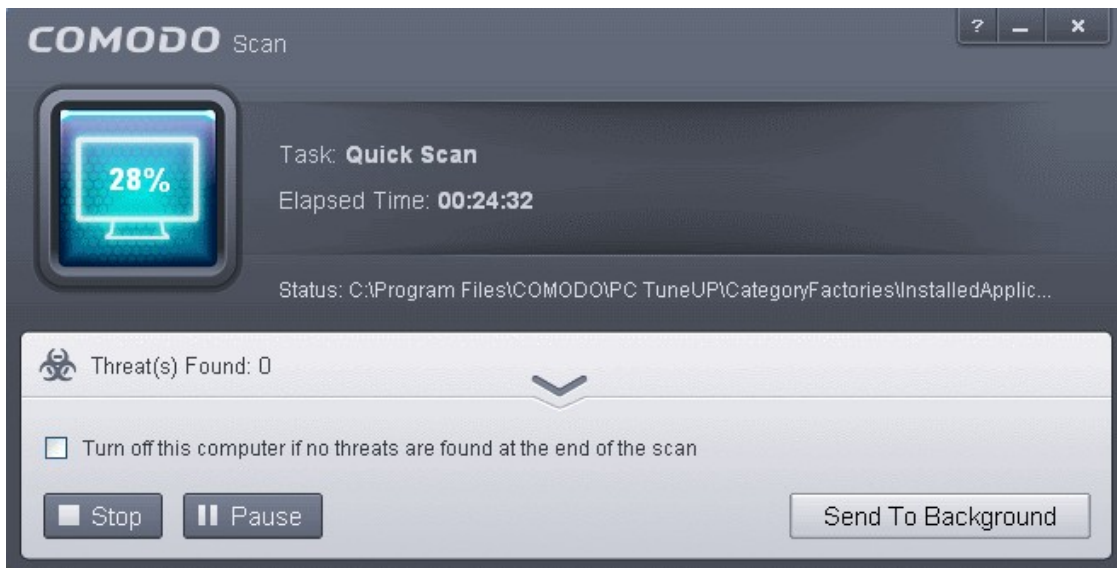 COMODO Scan
? _ x
28%
Task: Quick Scan
Elapsed Time: 00:24:32
Status: C:\Program Files\COMODO\PC TuneUP\CategoryFactories\InstalledApplic...
Threat(s) Found: 0
Turn off this computer if no threats are found at the end of the scan
Stop
Pause
Send To Background